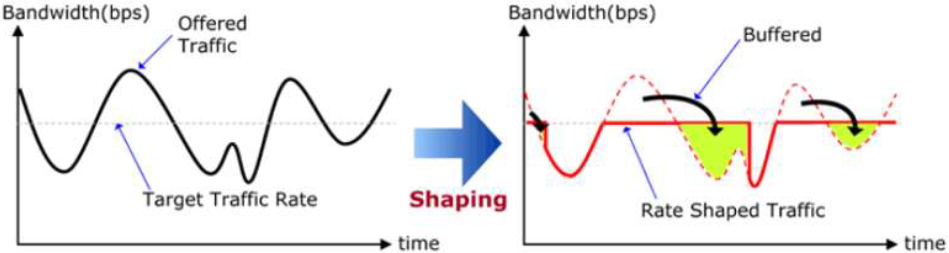 Bandwidth(bps)
Offered
Traffic
Target Traffic Rate
time
Shaping
Bandwidth(bps)
Buffered
Rate Shaped Traffic
time